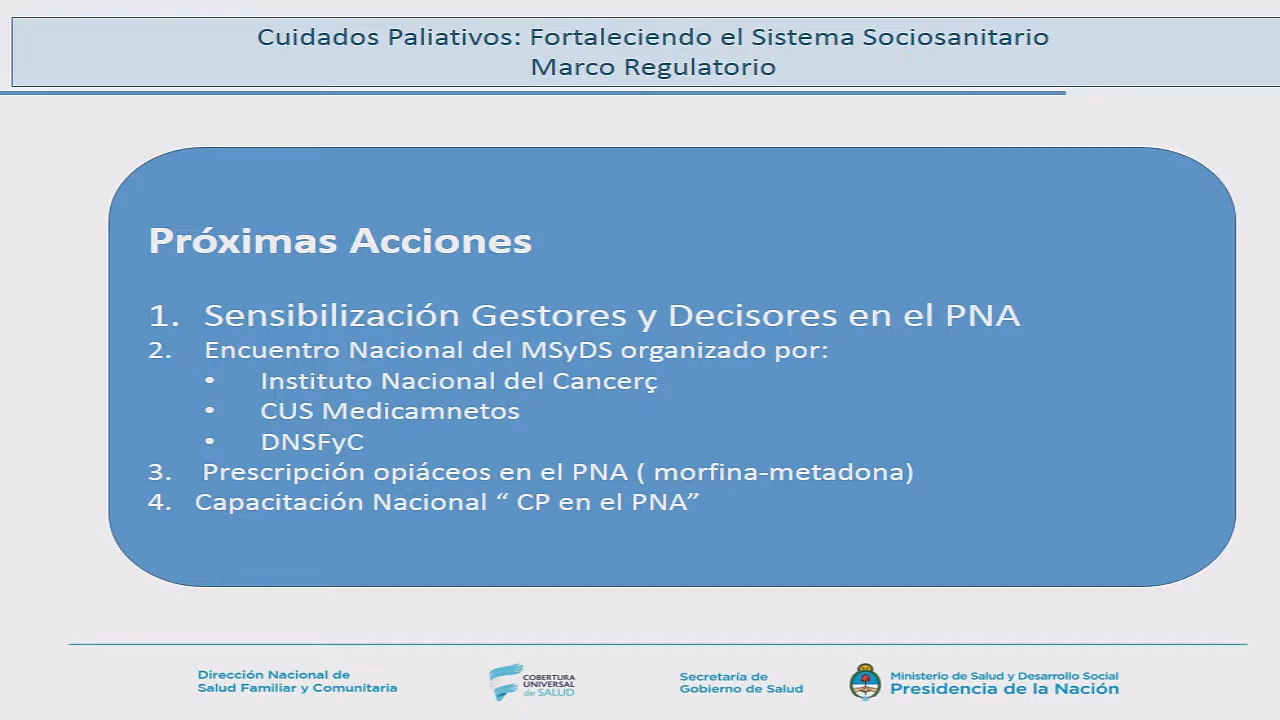 Cuidados Paliativos: Fortaleciendo el Sistema Sociosanitario
Marco Regulatorio
Próximas Acciones
1. Sensibilización Gestores y Decisores en el PNA
2. Encuentro Nacional del MSyDS organizado por:
• Instituto Nacional del Cancerç
• CUS Medicamnetos
• DNSFyC
3. Prescripción opiáceos en el PNA ( morfina-metadona)
4. Capacitación Nacional “ CP en el PNA”
Dirección Nacional de
Salud Familiar y Comunitaria
COBERTURA
UNIVERSAL
de SALUD
Secretaría de
Gobierno de Salud
Ministerio de Salud y Desarrollo Social
Presidencia de la Nación